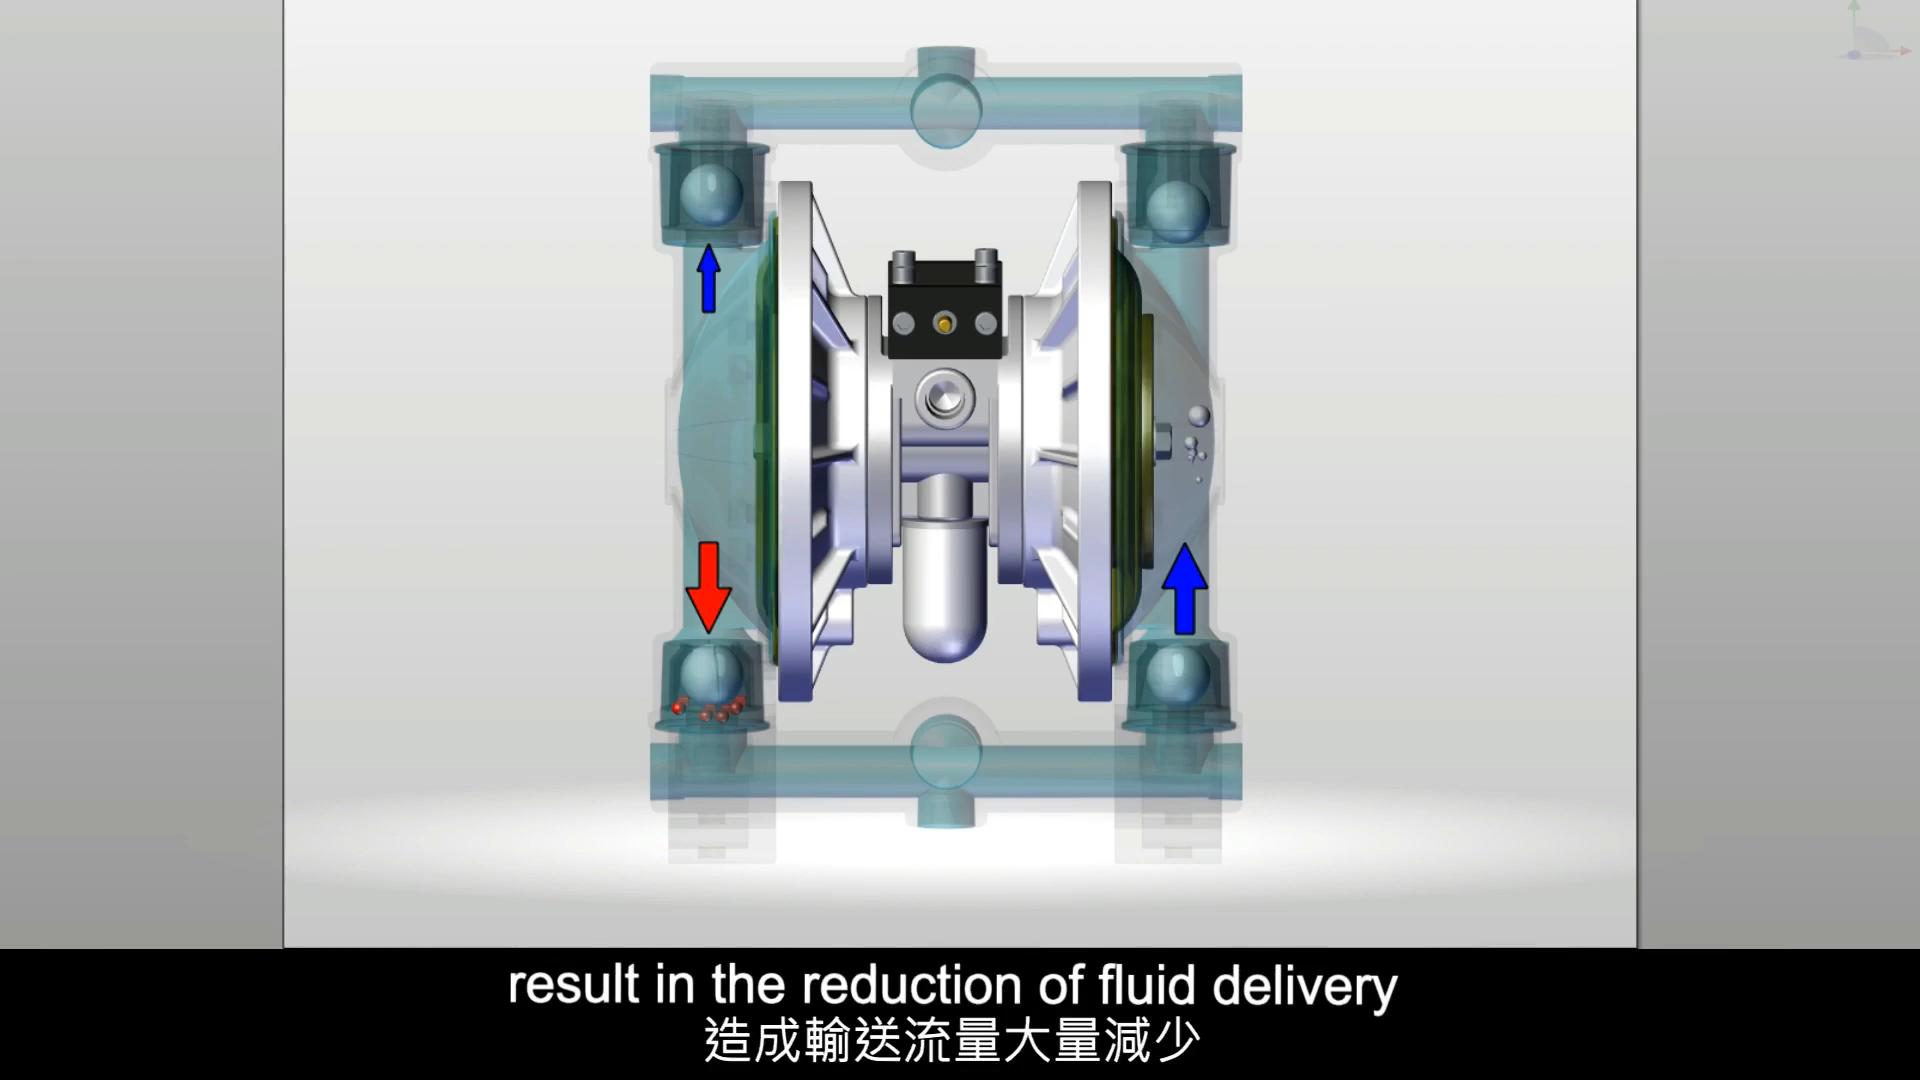 result in the reduction of fluid delivery
造成輸送流量大量減少